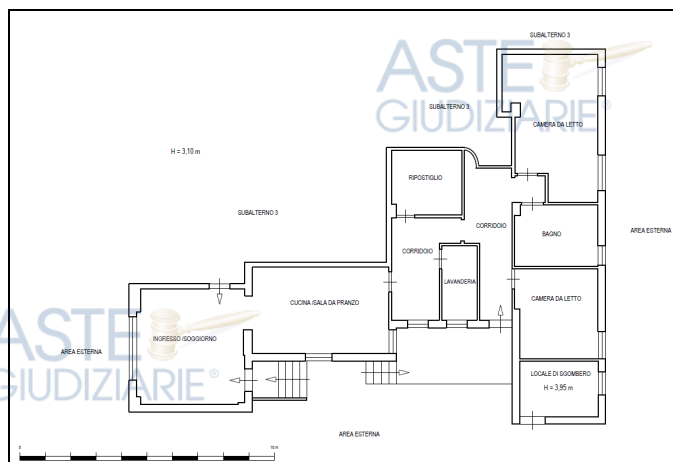 SUBALTERNO 3
ASTE
GIUDIZIARIE®
SUBALTERNO 3
CAMERA DA LETTO
H = 3,10 m
RIPOSTIGLIO
SUBALTERNO 3
CORRIDOIO
CORRIDOIO
BAGNO
AREA ESTERNA
LAVANDERIA
CUCINA /SALA DA PRANZO
CAMERA DA LETTO
ASTE
INGRESSO /SOGGIORNO
AREA ESTERNA
GIUDIZIARIE®
LOCALE DI SGOMBERO
H = 3,95 m
AREA ESTERNA
0
10 m